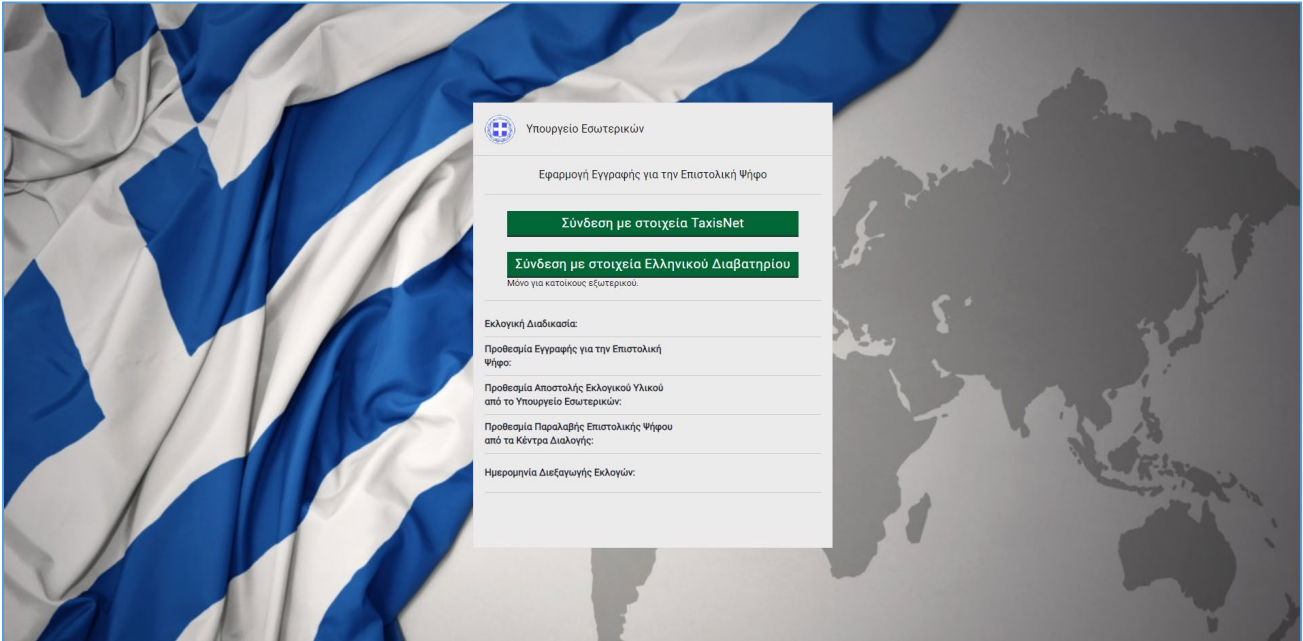 Υπουργείο Εσωτερικών
Εφαρμογή Εγγραφής για την Επιστολική Ψήφο
Σύνδεση με στοιχεία TaxisNet
Σύνδεση με στοιχεία Ελληνικού Διαβατηρίου
Μόνο για κατοίκους εξωτερικού.
Εκλογική Διαδικασία:
Προθεσμία Εγγραφής για την Επιστολική
Ψήφο:
Προθεσμία Αποστολής Εκλογικού Υλικού
από το Υπουργείο Εσωτερικών:
Προθεσμία Παραλαβής Επιστολικής Ψήφου
από τα Κέντρα Διαλογής:
Ημερομηνία Διεξαγωγής Εκλογών: